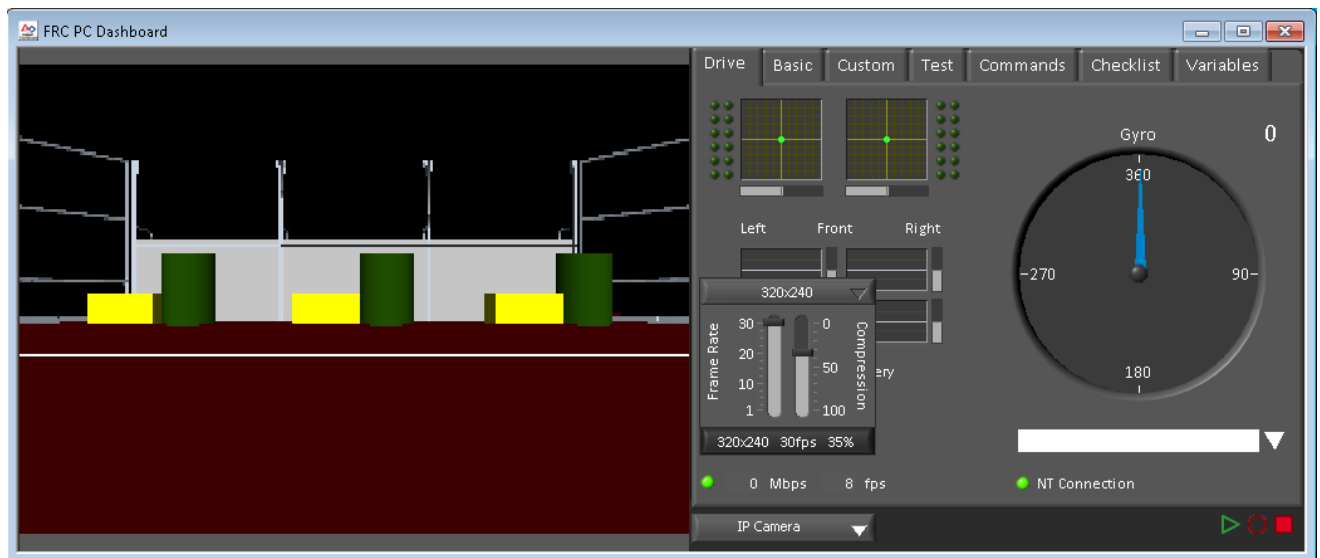 FRC PC Dashboard
Drive Basic Custom Test Commands Checklist Variables
Gyro 0
360
Left Front Right
-270 90-
320x240
Frame Rate 30 20 10 1
0 50 100 Compression
ery
180
320x240 30fps 35%
0 Mbps 8 fps
NT Connection
IP Camera